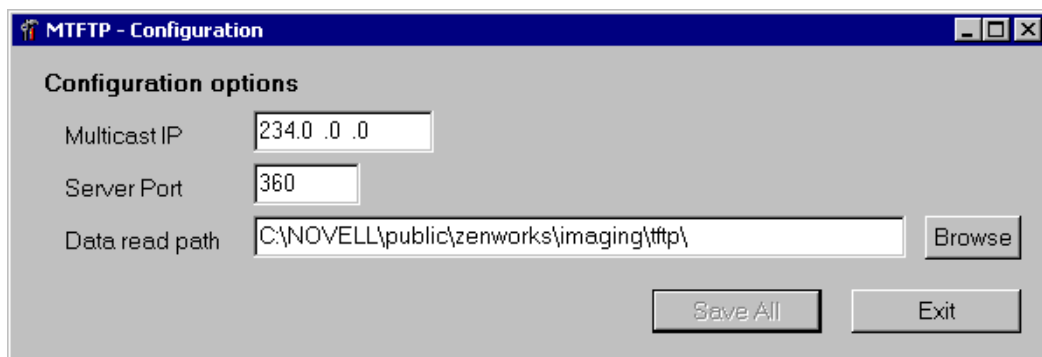 MTFTP - Configuration
Configuration options
Multicast IP 234.0 .0 .0
Server Port 360
Data read path C:\NOVELL\public\zenworks\imaging\tftp\ Browse
Save All Exit